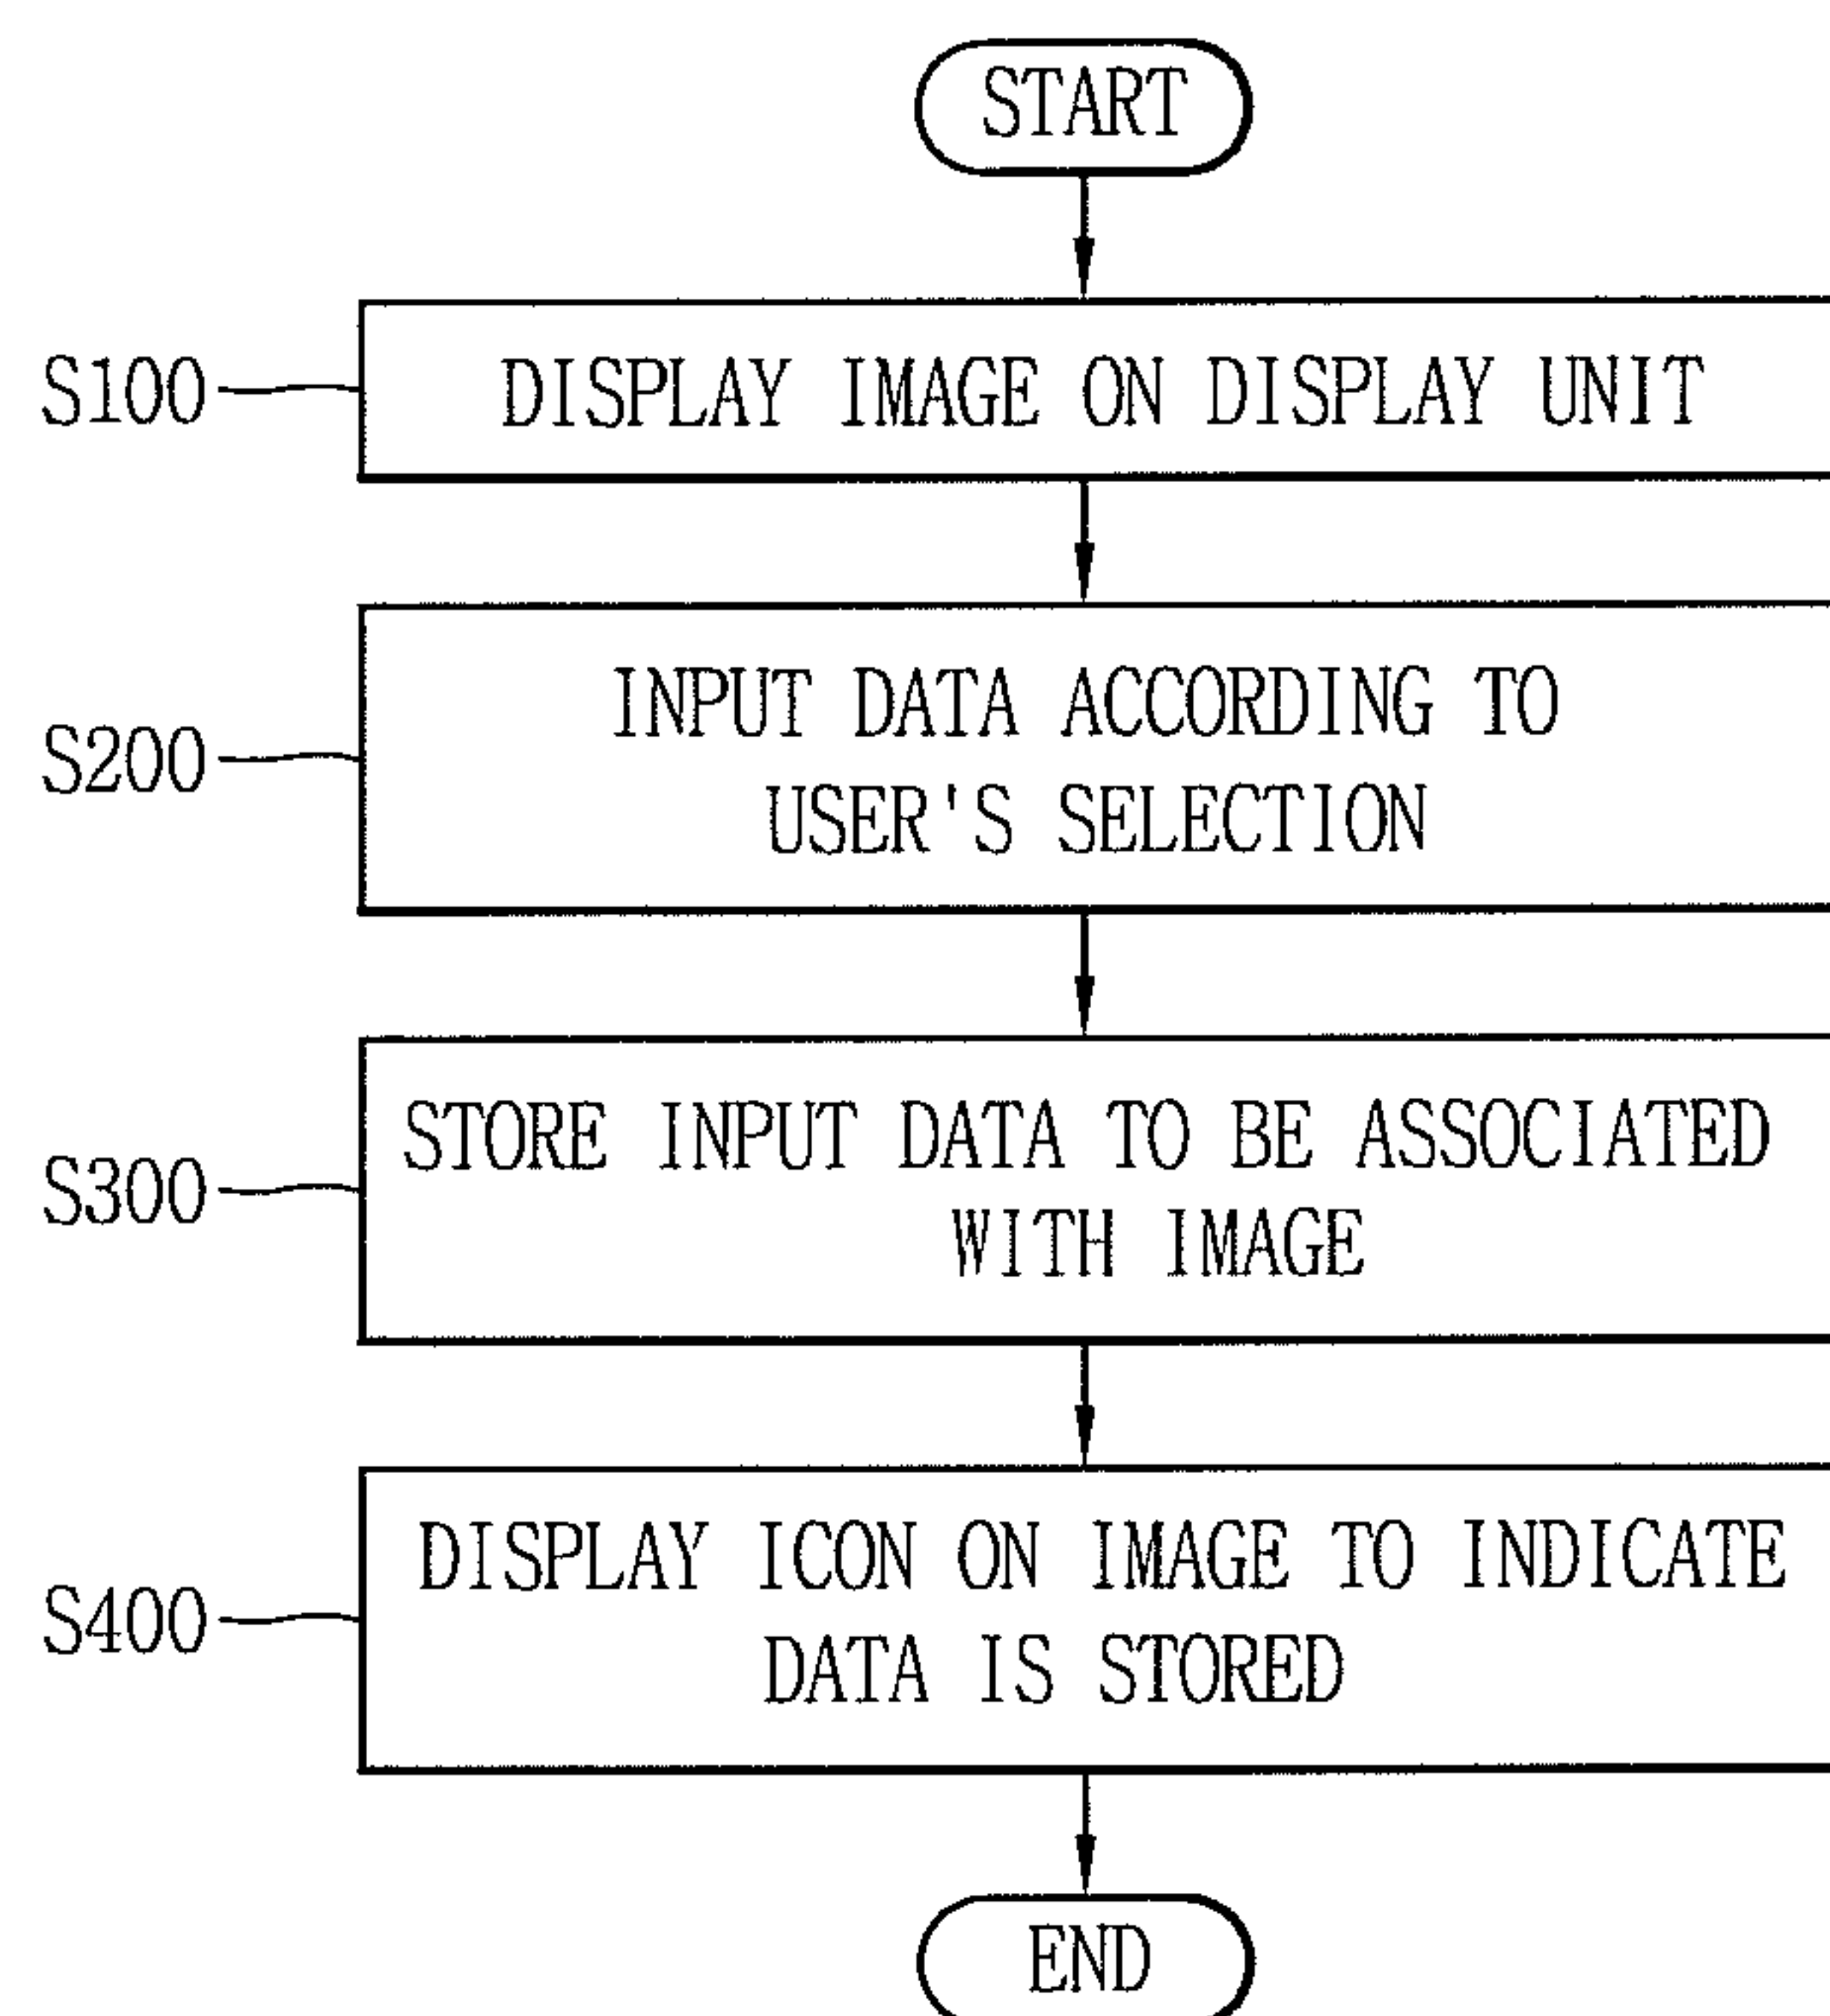 START
S100
DISPLAY IMAGE ON DISPLAY UNIT
S200
INPUT DATA ACCORDING TO
USER'S SELECTION
S300
STORE INPUT DATA TO BE ASSOCIATED
WITH IMAGE
S400
DISPLAY ICON ON IMAGE TO INDICATE
DATA IS STORED
END